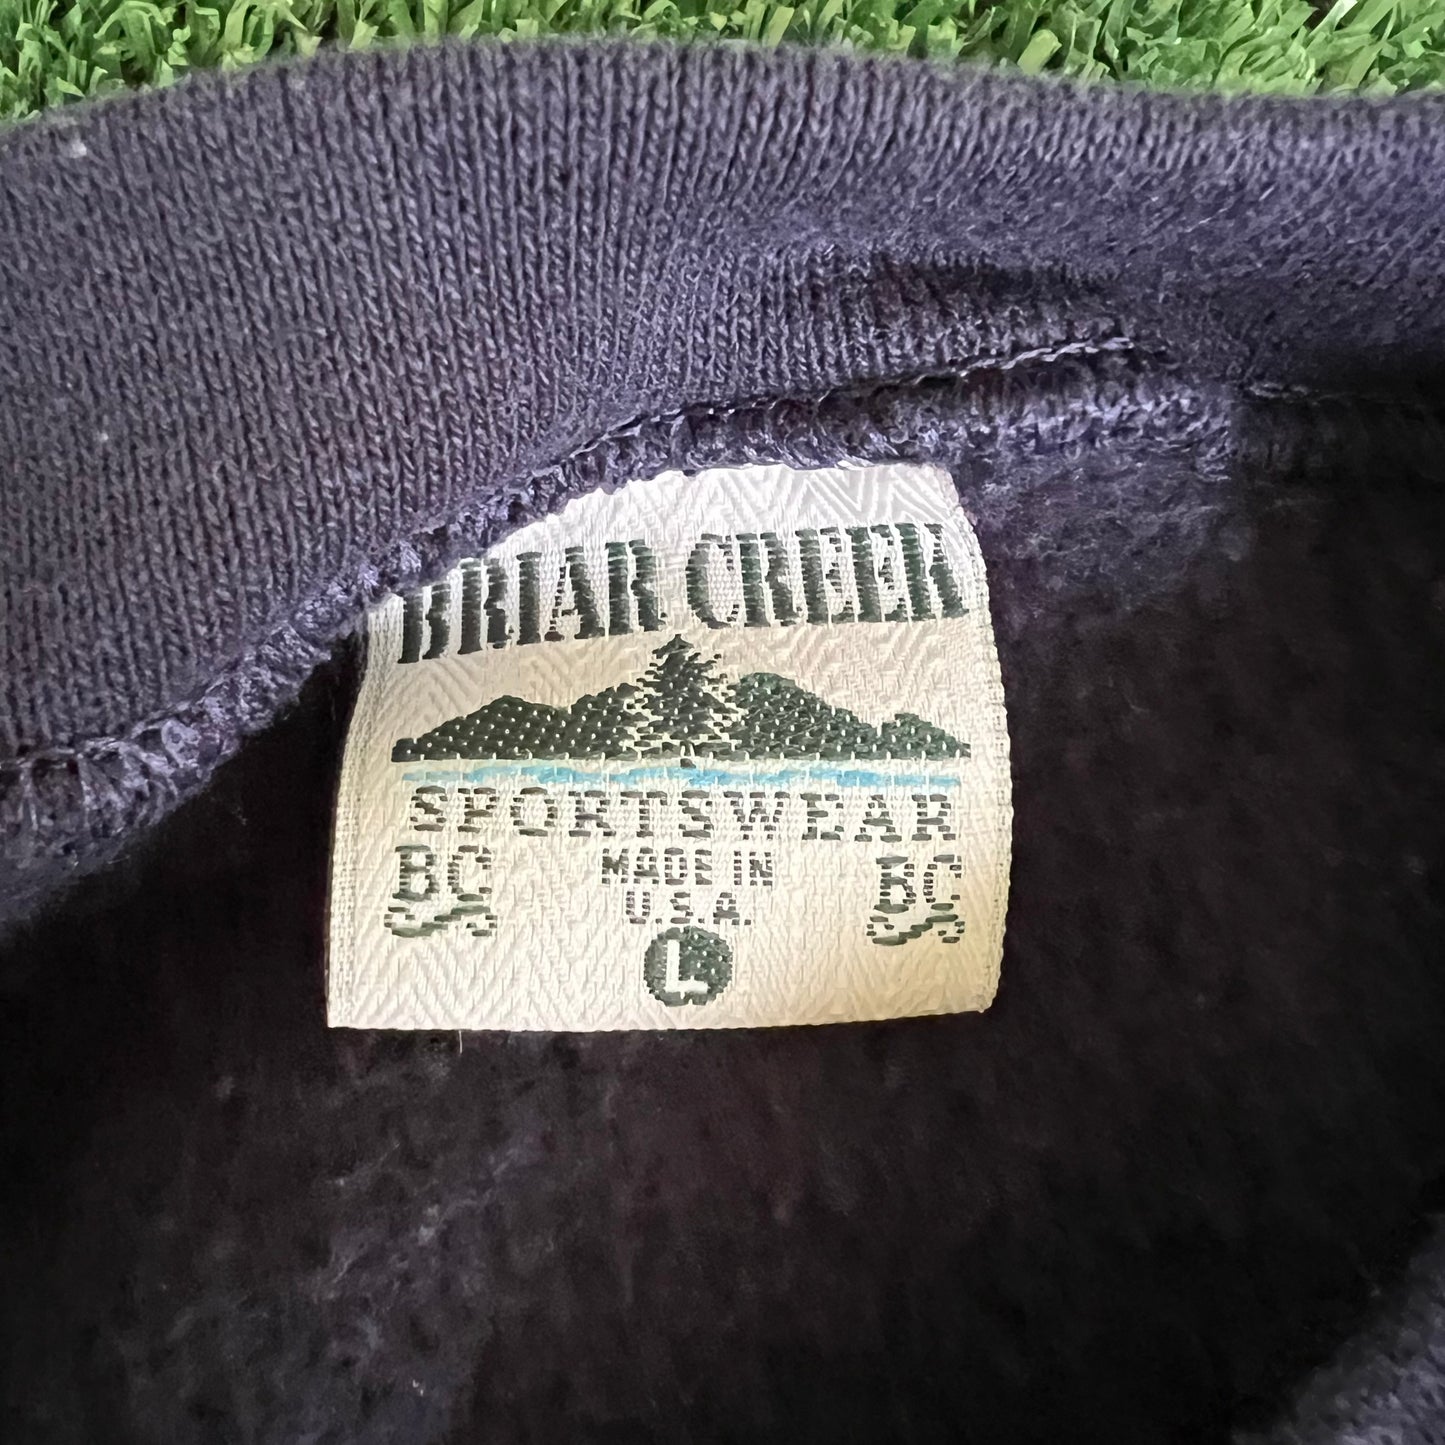 BRIAR CREEK
SPORTSWEAR
BC MADE IN BC
U.S.A.
L